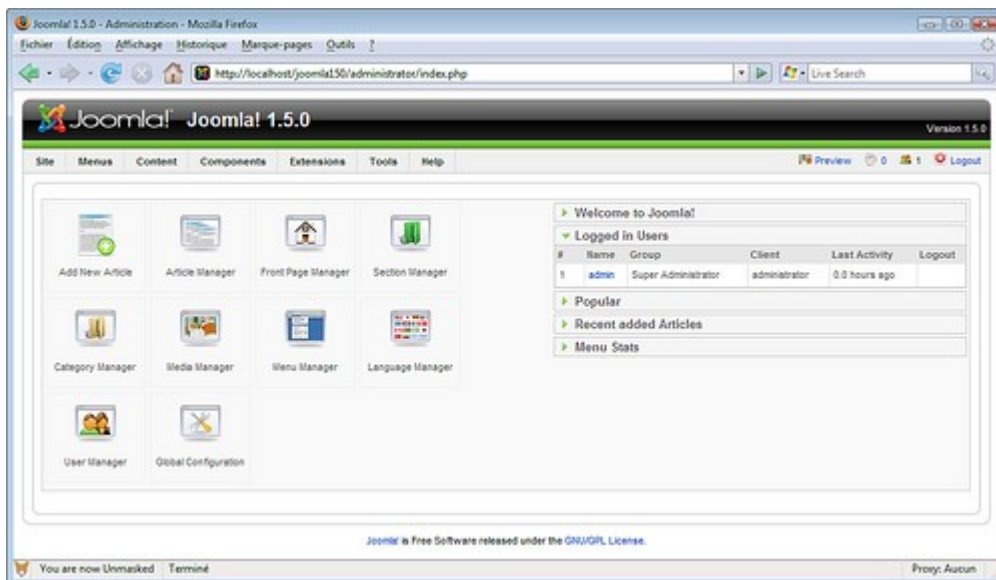 Joomla! 1.5.0 - Administration - Mozilla Firefox
Fichier Édition Affichage Historique Marque-pages Outils ?
http://localhost/joomla150/administrator/index.php Live Search
Joomla! Joomla! 1.5.0 Version 1.5.0
Site Menus Content Components Extensions Tools Help Preview 0 1 Logout
Welcome to Joomla!
Logged in Users
# Name Group Client Last Activity Logout
1 admin Super Administrator administrator 0.0 hours ago
Popular
Recent added Articles
Menu Stats
Add New Article Article Manager Front Page Manager Section Manager
Category Manager Media Manager Menu Manager Language Manager
User Manager Global Configuration
Joomla! is Free Software released under the GNU/GPL License.
You are now Unmasked Terminé Proxy: Aucun